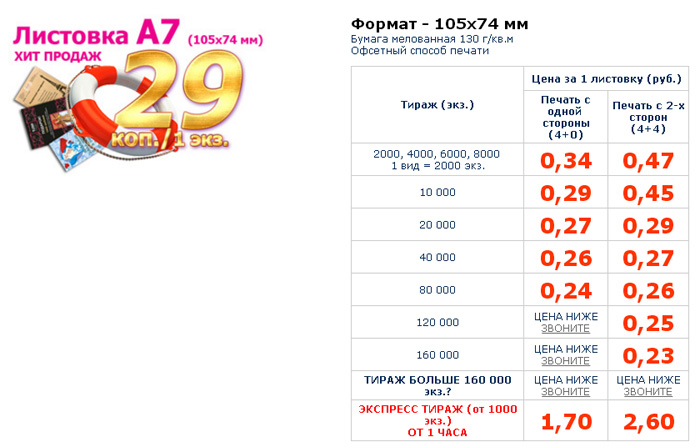 Листовка А7 (105x74 мм)
ХИТ ПРОДАЖ
29
коп./1 экз.
Формат - 105x74 мм
Бумага мелованная 130 г/кв.м
Офсетный способ печати
Тираж (экз.)
Цена за 1 листовку (руб.)
Печать с
одной
стороны
(4+0)
Печать с 2-х
сторон
(4+4)
2000, 4000, 6000, 8000
1 вид = 2000 экз.
0,34
0,47
10 000
0,29
0,45
20 000
0,27
0,29
40 000
0,26
0,27
80 000
0,24
0,26
120 000
ЦЕНА НИЖЕ
ЗВОНИТЕ
0,25
160 000
ЦЕНА НИЖЕ
ЗВОНИТЕ
0,23
ТИРАЖ БОЛЬШЕ 160 000
экз.?
ЦЕНА НИЖЕ
ЗВОНИТЕ
ЦЕНА НИЖЕ
ЗВОНИТЕ
ЭКСПРЕСС ТИРАЖ (от 1000
экз.)
ОТ 1 ЧАСА
1,70
2,60